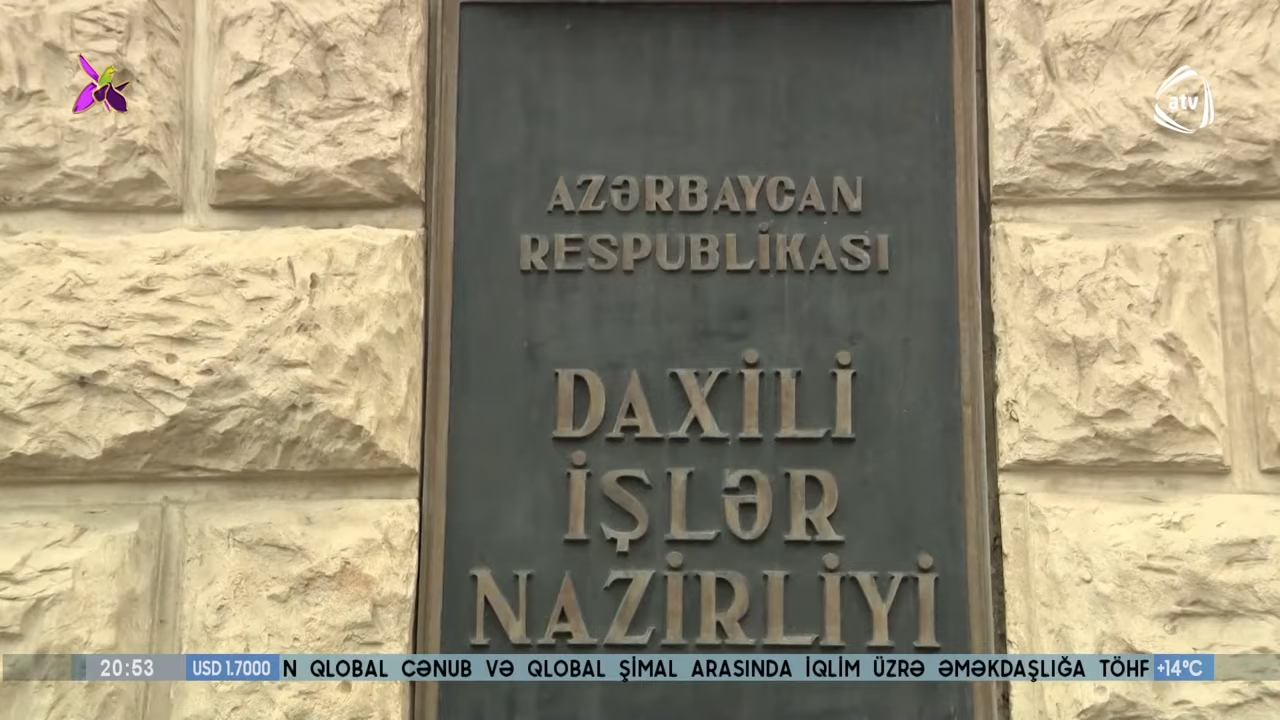 atv
AZƏRBAYCAN
RESPUBLİKASI
DAXİLİ
İŞLƏR
NAZİRLİYİ
20:53 USD 1.7000 N QLOBAL CƏNUB VƏ QLOBAL ŞİMAL ARASINDA İQLİM ÜZRƏ ƏMƏKDAŞLIĞA TÖHF +14°C